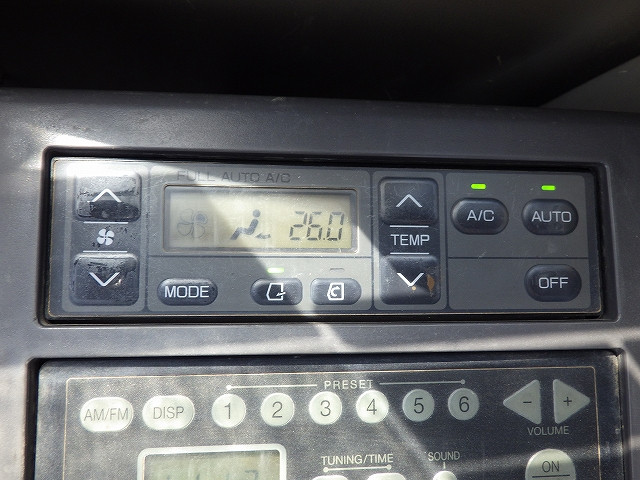 FULL AUTO A/C
26.0
TEMP
A/C
AUTO
MODE
OFF
PRESET
AM/FM
DISP
1
2
3
4
5
6
VOLUME
TUNING/TIME
SOUND
ON